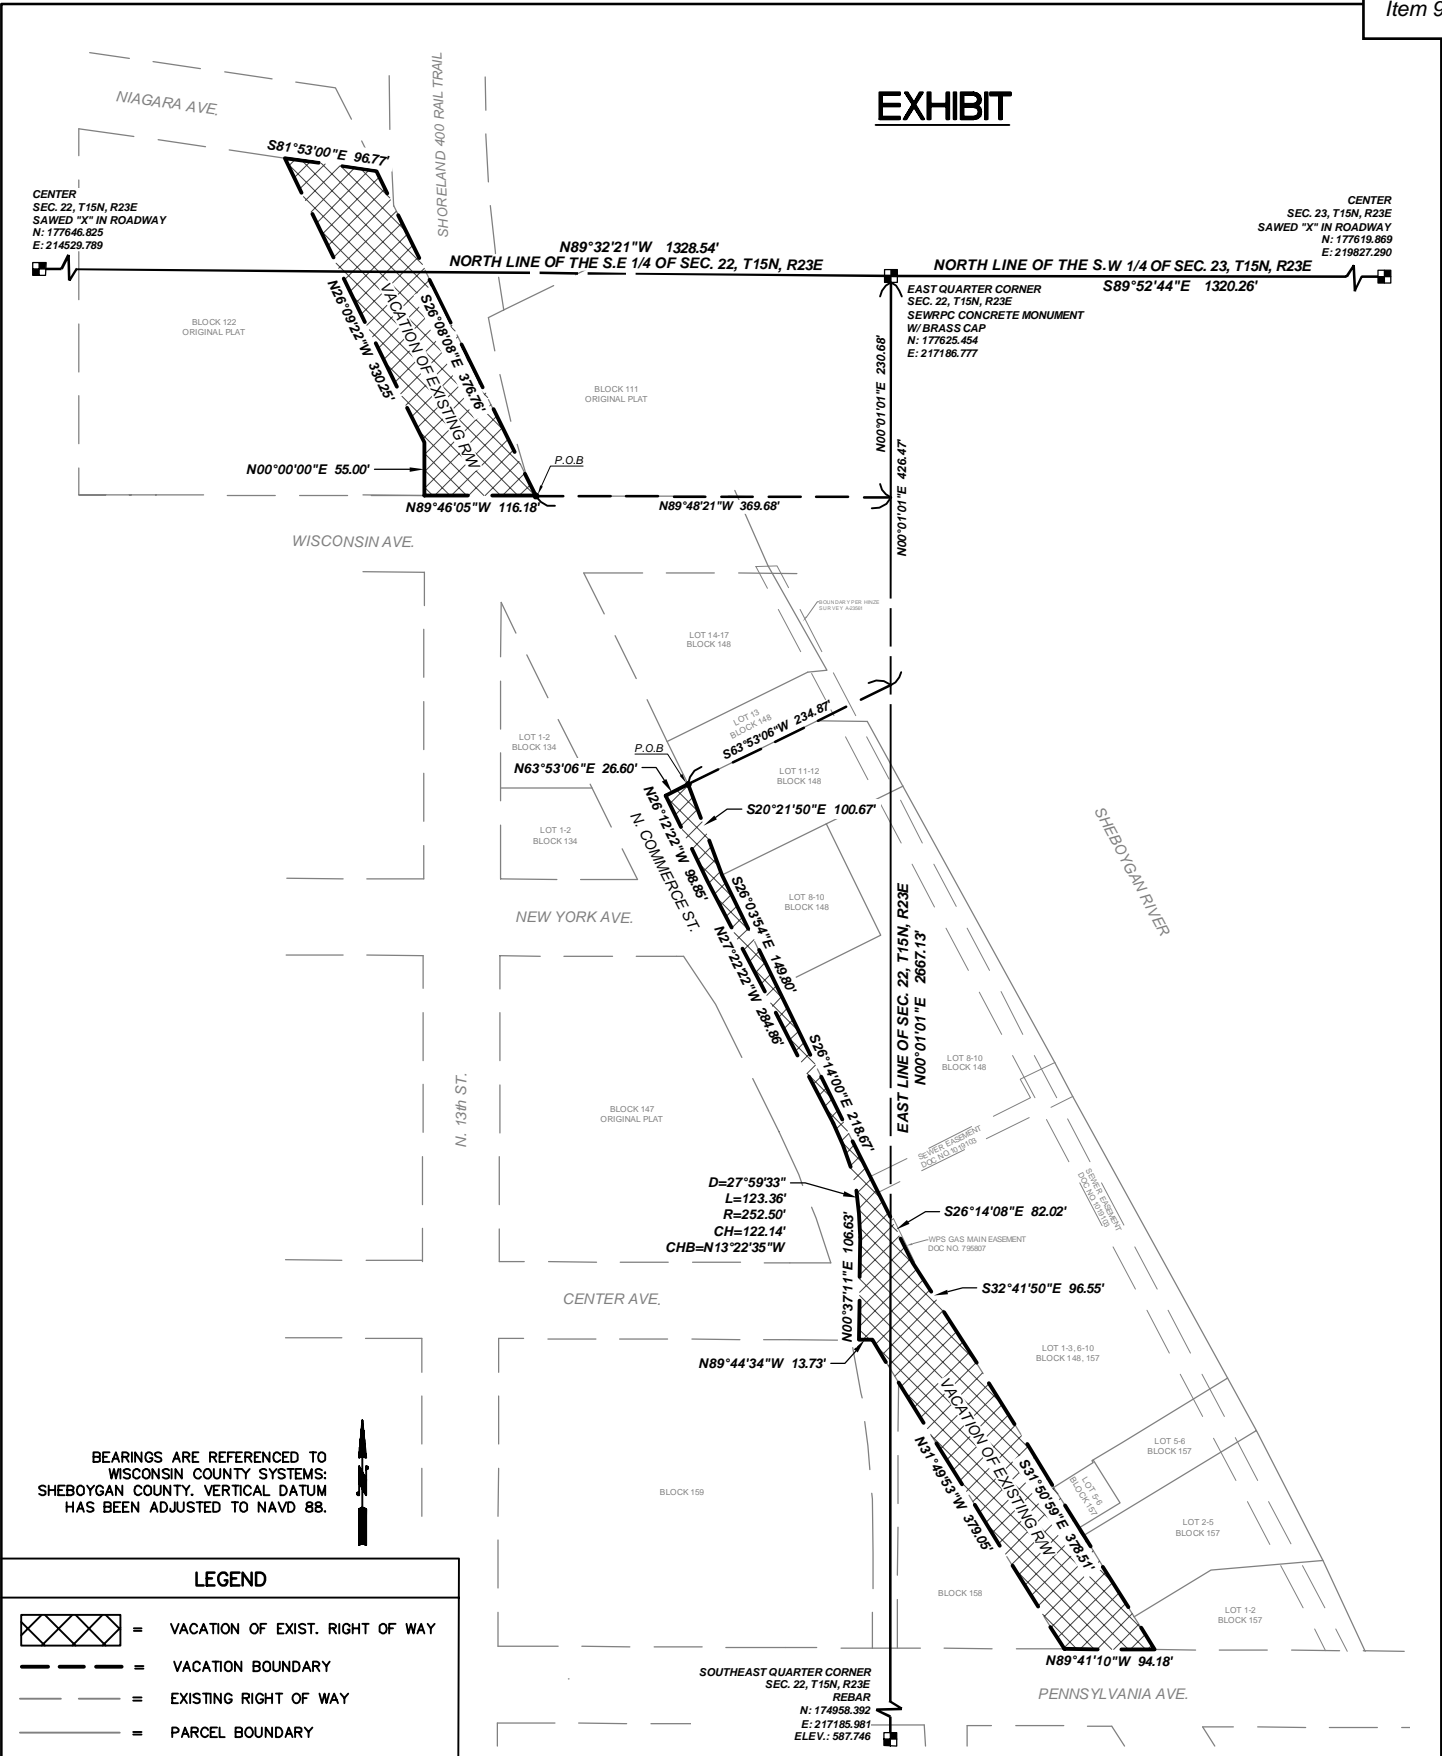 Item 9
EXHIBIT
NIAGARA AVE.
SHORELAND 400 RAIL TRAIL
S81°53'00"E 96.77'
CENTER
SEC. 22, T15N, R23E
SAWED "X" IN ROADWAY
N: 177646.825
E: 214529.789
CENTER
SEC. 23, T15N, R23E
SAWED "X" IN ROADWAY
N: 177619.869
E: 219827.290
N89°32'21"W 1328.54'
NORTH LINE OF THE S.E 1/4 OF SEC. 22, T15N, R23E
NORTH LINE OF THE S.W 1/4 OF SEC. 23, T15N, R23E
S89°52'44"E 1320.26'
EAST QUARTER CORNER
SEC. 22, T15N, R23E
SEWRPC CONCRETE MONUMENT
W/ BRASS CAP
N: 177625.454
E: 217186.777
BLOCK 122
ORIGINAL PLAT
N26°09'22"W 330.25'
VACATION OF EXISTING R/W
S26°08'08"E 376.76'
BLOCK 111
ORIGINAL PLAT
N00°01'01"E 230.68'
N00°01'01"E 426.47'
N00°00'00"E 55.00'
P.O.B
N89°46'05"W 116.18'
N89°48'21"W 369.68'
WISCONSIN AVE.
BOUNDARY PER HINZE
LOT 14-17
BLOCK 148
LOT 13
BLOCK 148
S63°53'06"W 234.87'
LOT 1-2
BLOCK 134
P.O.B
N63°53'06"E 26.60'
LOT 11-12
BLOCK 148
S20°21'50"E 100.67'
N26°12'22"W 98.85'
N. COMMERCE ST.
LOT 1-2
BLOCK 134
SHEBOYGAN RIVER
LOT 8-10
BLOCK 148
NEW YORK AVE.
S26°03'54"E 149.80'
N27°22'22"W 284.86'
EAST LINE OF SEC. 22, T15N, R23E
N00°01'01"E 2667.13'
S26°14'00"E 218.67'
LOT 8-10
BLOCK 148
N. 13th ST.
BLOCK 147
ORIGINAL PLAT
SEWER EASEMENT
DOC NO. 1019103
SEWER EASEMENT
DOC NO. 1019103
D=27°59'33"
L=123.36'
R=252.50'
CH=122.14'
CHB=N13°22'35"W
S26°14'08"E 82.02'
WPS GAS MAIN EASEMENT
DOC NO. 795807
N00°37'11"E 106.63'
S32°41'50"E 96.55'
CENTER AVE.
LOT 1-3, 6-10
BLOCK 148, 157
N89°44'34"W 13.73'
VACATION OF EXISTING R/W
N31°49'53"W 379.05'
S31°50'59"E 378.51'
LOT 5-6
BLOCK 157
LOT 5-6
BLOCK 157
BEARINGS ARE REFERENCED TO
WISCONSIN COUNTY SYSTEMS:
SHEBOYGAN COUNTY. VERTICAL DATUM
HAS BEEN ADJUSTED TO NAVD 88.
N
BLOCK 159
LOT 2-5
BLOCK 157
BLOCK 158
LOT 1-2
BLOCK 157
N89°41'10"W 94.18'
PENNSYLVANIA AVE.
SOUTHEAST QUARTER CORNER
SEC. 22, T15N, R23E
REBAR
N: 174958.392
E: 217185.981
ELEV.: 587.746
LEGEND
= VACATION OF EXIST. RIGHT OF WAY
= VACATION BOUNDARY
= EXISTING RIGHT OF WAY
= PARCEL BOUNDARY